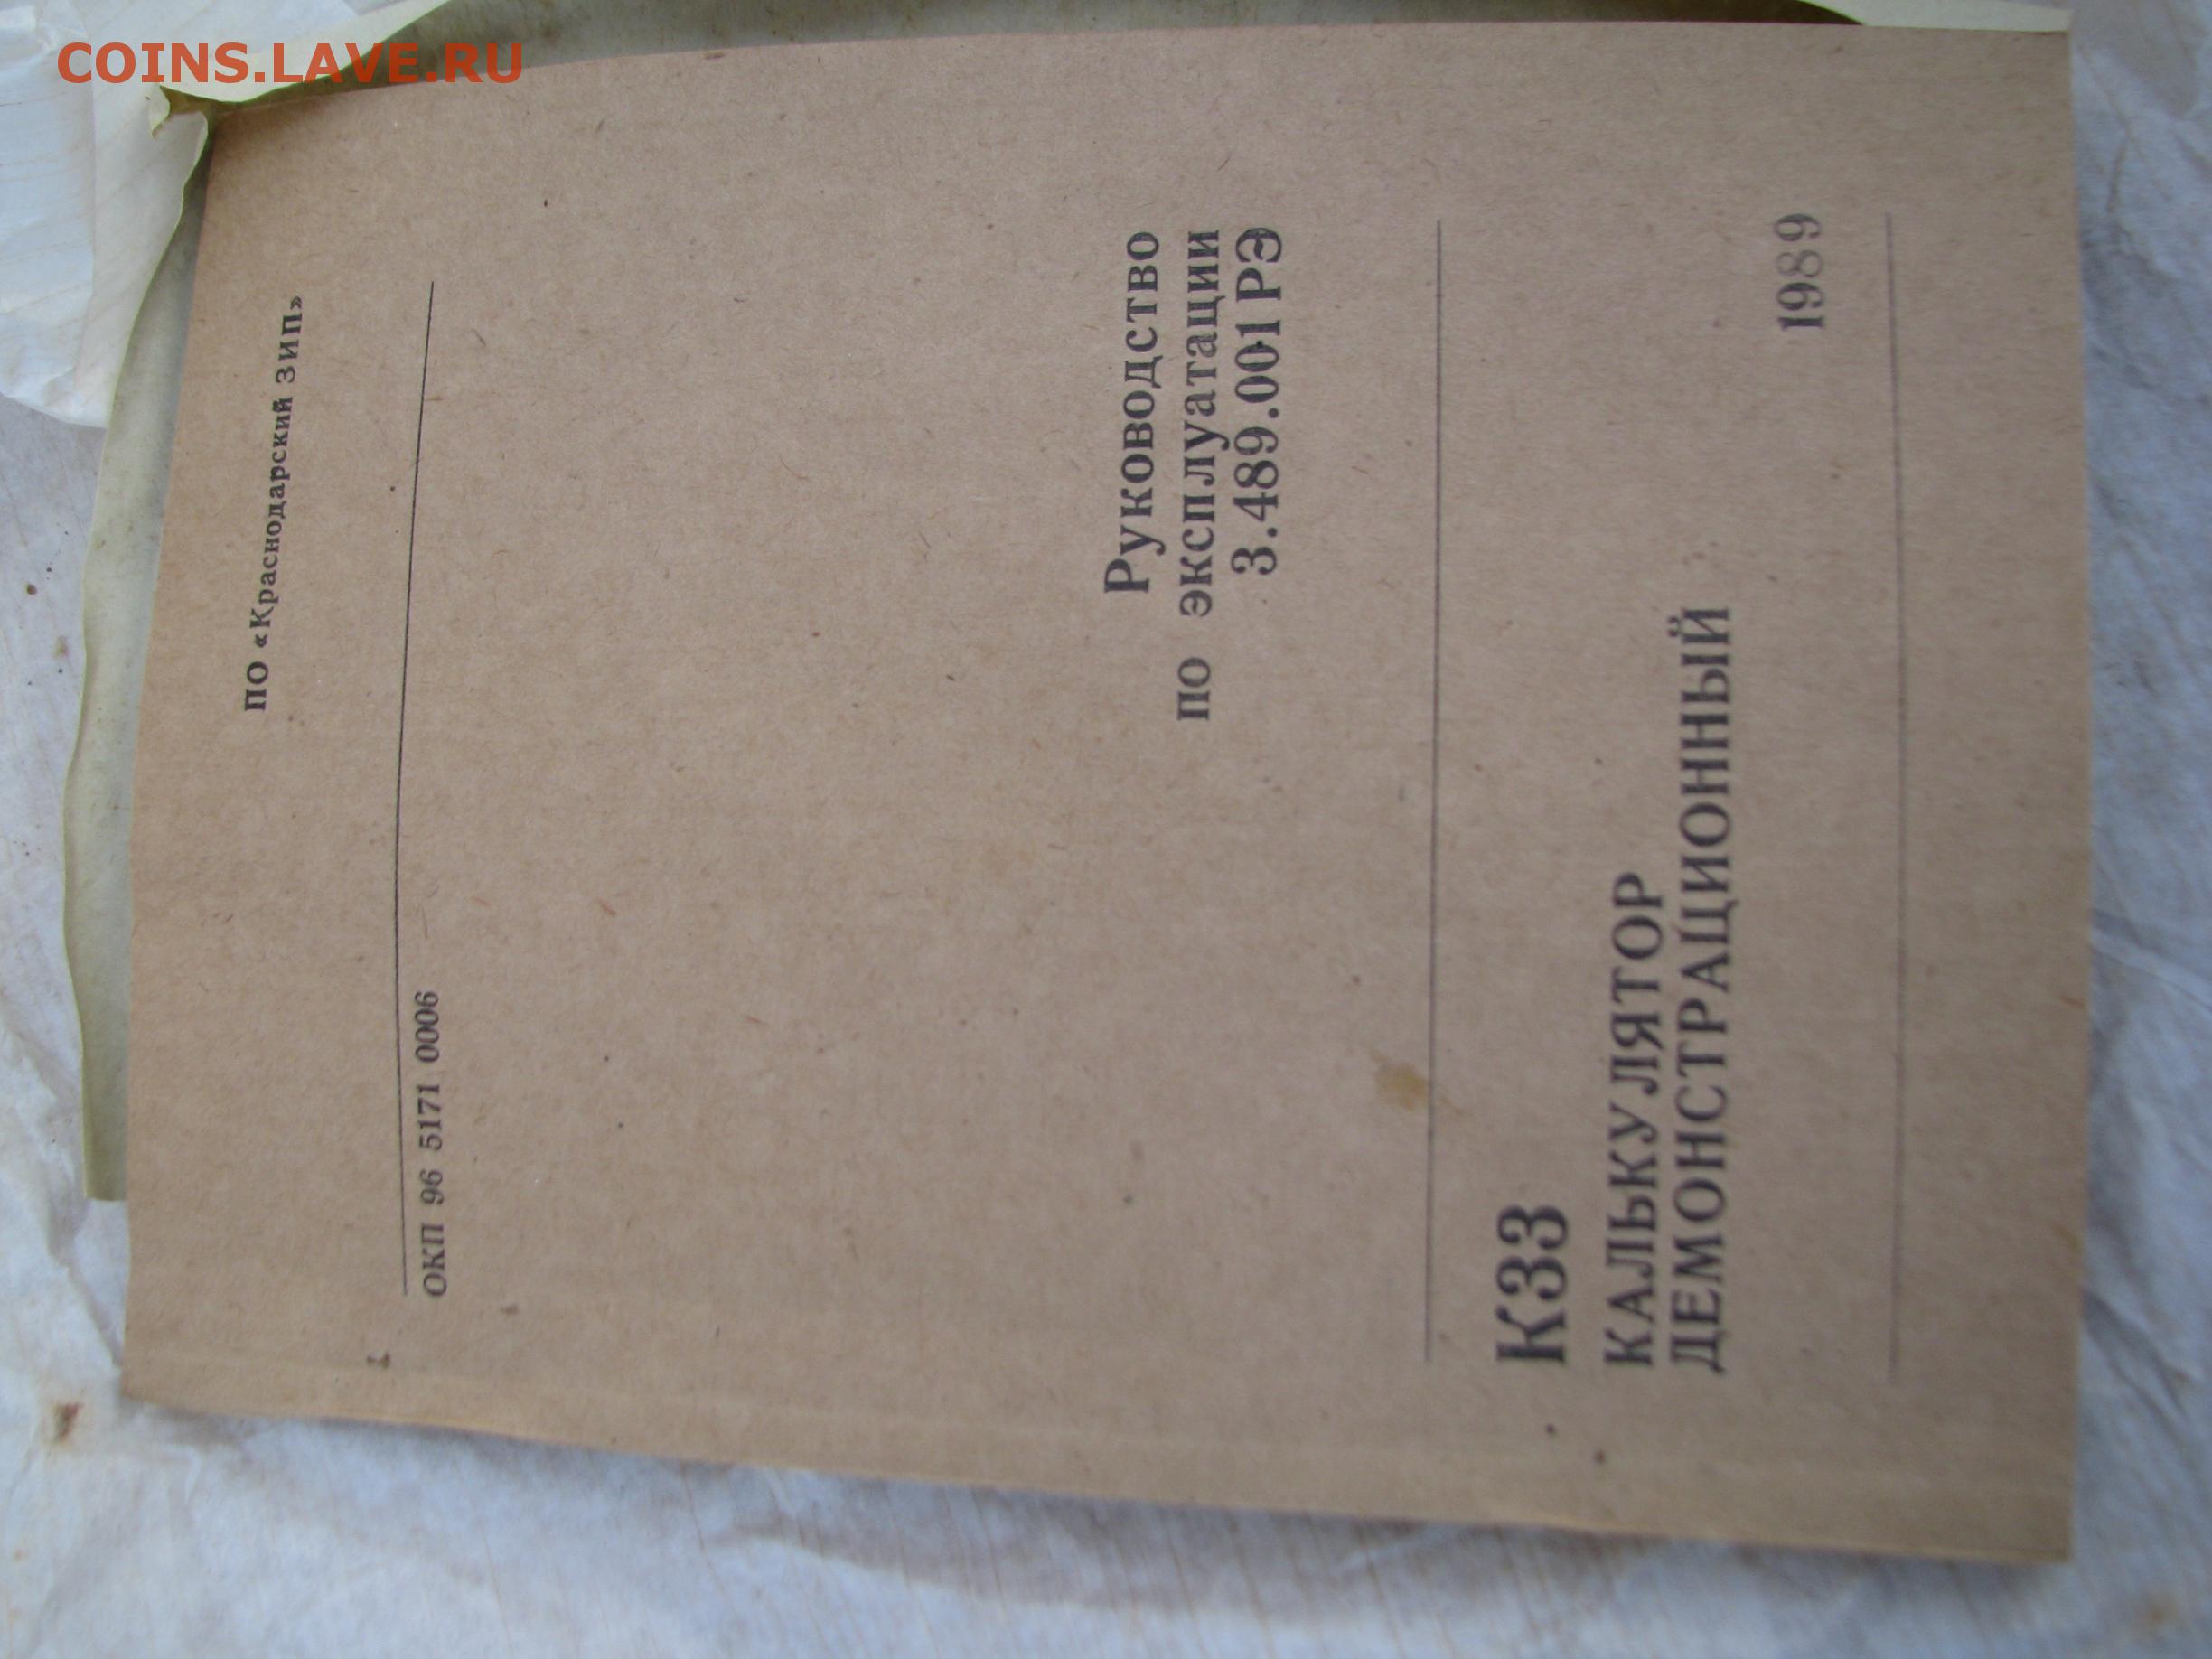 COINS.LAVE.RU
ПО «Краснодарский ЗИП»
ОКП 96 5171 0006
Руководство
по эксплуатации
3.489.001 РЭ
К33
КАЛЬКУЛЯТОР
ДЕМОНСТРАЦИОННЫЙ
1989